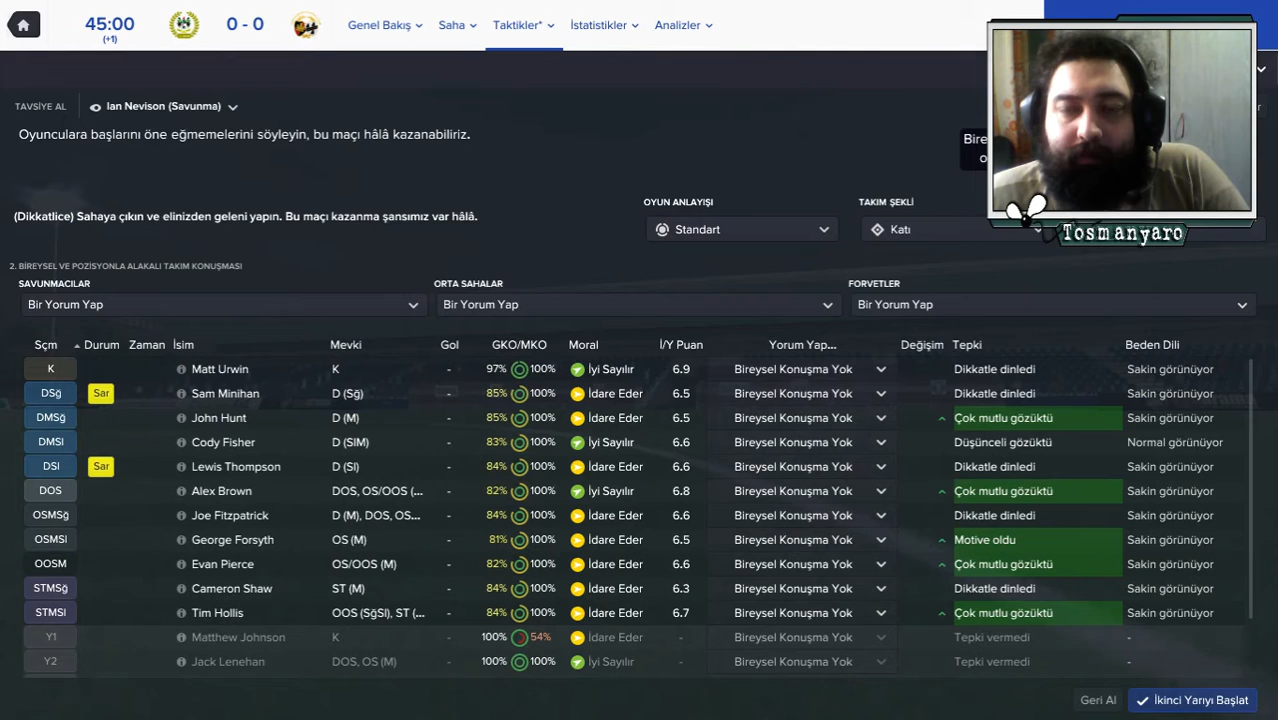 45:00
(+1)
0 - 0
Genel Bakış
Saha
Taktikler*
İstatistikler
Analizler
TAVSİYE AL
Ian Nevison (Savunma)
Oyunculara başlarını öne eğmemelerini söyleyin, bu maçı hâlâ kazanabiliriz.
Bire
(Dikkatlice) Sahaya çıkın ve elinizden geleni yapın. Bu maçı kazanma şansımız var hâlâ.
OYUN ANLAYIŞI
TAKIM ŞEKLİ
Standart
Katı
Tosmanyaro
2. BİREYSEL VE POZİSYONLA ALAKALI TAKIM KONUŞMASI
SAVUNMACILAR
ORTA SAHALAR
FORVETLER
Bir Yorum Yap
Bir Yorum Yap
Bir Yorum Yap
Sçm Durum Zaman İsim Mevki Gol GKO/MKO Moral İ/Y Puan Yorum Yap... Değişim Tepki Beden Dili
K Matt Urwin K - 97% 100% İyi Sayılır 6.9 Bireysel Konuşma Yok Dikkatle dinledi Sakin görünüyor
DSğ Sar Sam Minihan D (Sğ) - 85% 100% İdare Eder 6.5 Bireysel Konuşma Yok Dikkatle dinledi Sakin görünüyor
DMSğ John Hunt D (M) - 85% 100% İdare Eder 6.5 Bireysel Konuşma Yok Çok mutlu gözüktü Sakin görünüyor
DMSl Cody Fisher D (SlM) - 83% 100% İyi Sayılır 6.6 Bireysel Konuşma Yok Düşünceli gözüktü Normal görünüyor
DSl Sar Lewis Thompson D (Sl) - 84% 100% İdare Eder 6.6 Bireysel Konuşma Yok Dikkatle dinledi Sakin görünüyor
DOS Alex Brown DOS, OS/OOS (... - 82% 100% İyi Sayılır 6.8 Bireysel Konuşma Yok Çok mutlu gözüktü Sakin görünüyor
OSMSğ Joe Fitzpatrick D (M), DOS, OS... - 84% 100% İdare Eder 6.6 Bireysel Konuşma Yok Dikkatle dinledi Sakin görünüyor
OSMSl George Forsyth OS (M) - 81% 100% İdare Eder 6.5 Bireysel Konuşma Yok Motive oldu Sakin görünüyor
OOSM Evan Pierce OS/OOS (M) - 82% 100% İdare Eder 6.6 Bireysel Konuşma Yok Çok mutlu gözüktü Sakin görünüyor
STMSğ Cameron Shaw ST (M) - 84% 100% İdare Eder 6.3 Bireysel Konuşma Yok Dikkatle dinledi Sakin görünüyor
STMSl Tim Hollis OOS (SğSl), ST (... - 84% 100% İdare Eder 6.7 Bireysel Konuşma Yok Çok mutlu gözüktü Sakin görünüyor
Y1 Matthew Johnson K - 100% 54% İdare Eder - Bireysel Konuşma Yok Tepki vermedi -
Y2 Jack Lenehan DOS, OS (M) - 100% 100% İyi Sayılır - Bireysel Konuşma Yok Tepki vermedi -
Geri Al
İkinci Yarıyı Başlat